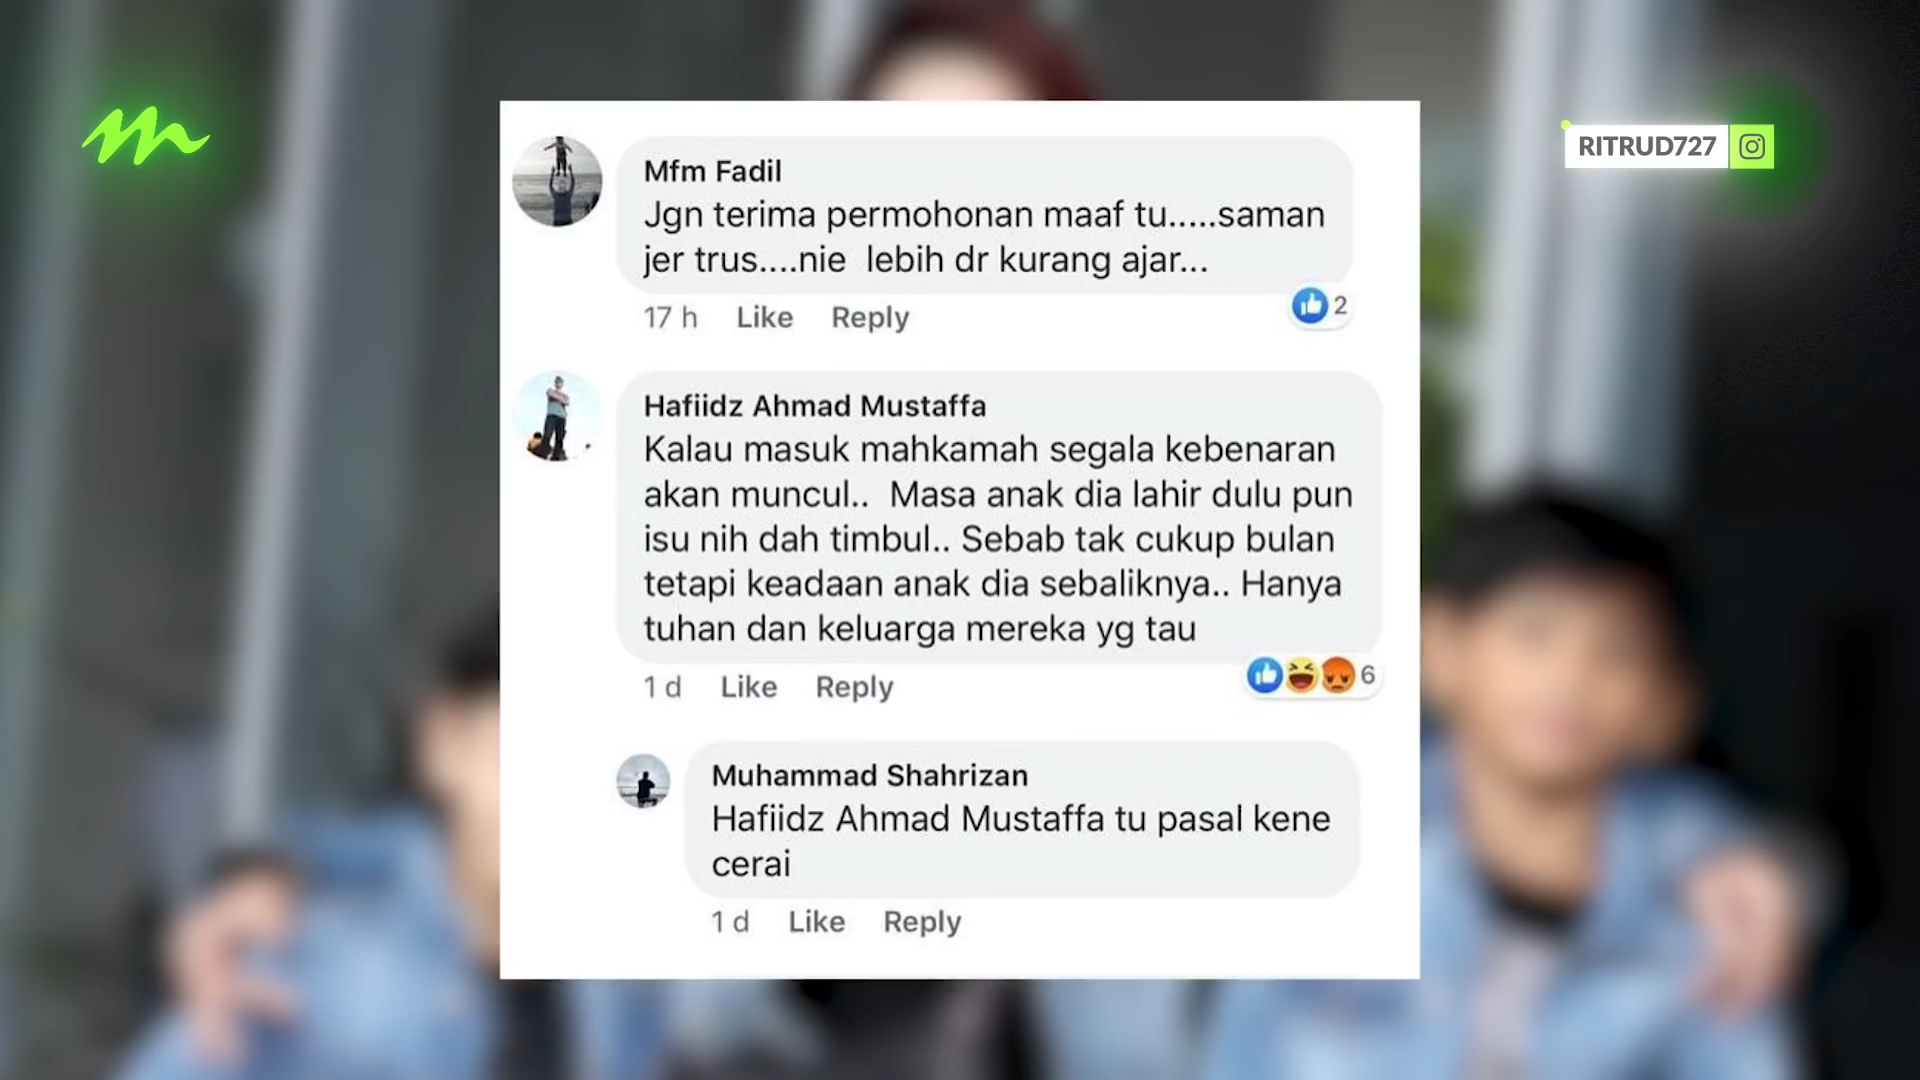 RITRUD727
Mfm Fadil
Jgn terima permohonan maaf tu.....saman
jer trus....nie  lebih dr kurang ajar...
17 h Like Reply 2
Hafiidz Ahmad Mustaffa
Kalau masuk mahkamah segala kebenaran
akan muncul..  Masa anak dia lahir dulu pun
isu nih dah timbul.. Sebab tak cukup bulan
tetapi keadaan anak dia sebaliknya.. Hanya
tuhan dan keluarga mereka yg tau
1 d Like Reply 6
Muhammad Shahrizan
Hafiidz Ahmad Mustaffa tu pasal kene
cerai
1 d Like Reply